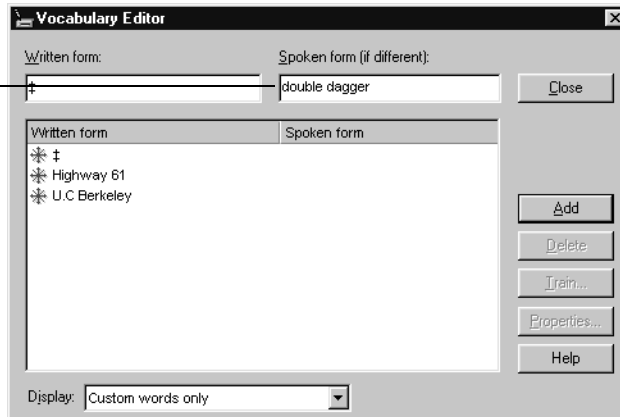 Vocabulary Editor
Written form: Spoken form (if different):
‡ double dagger Close
Written form Spoken form
‡
Highway 61
U.C Berkeley
Add
Delete
Train...
Properties...
Help
Display: Custom words only